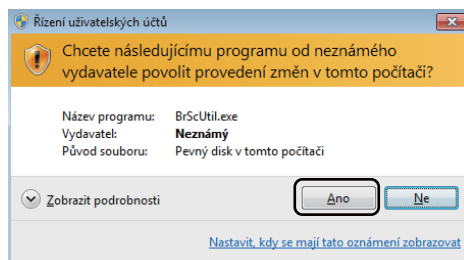 Řízení uživatelských účtů
Chcete následujícímu programu od neznámého
vydavatele povolit provedení změn v tomto počítači?
Název programu: BrScUtil.exe
Vydavatel: Neznámý
Původ souboru: Pevný disk v tomto počítači
Zobrazit podrobnosti Ano Ne
Nastavit, kdy se mají tato oznámení zobrazovat